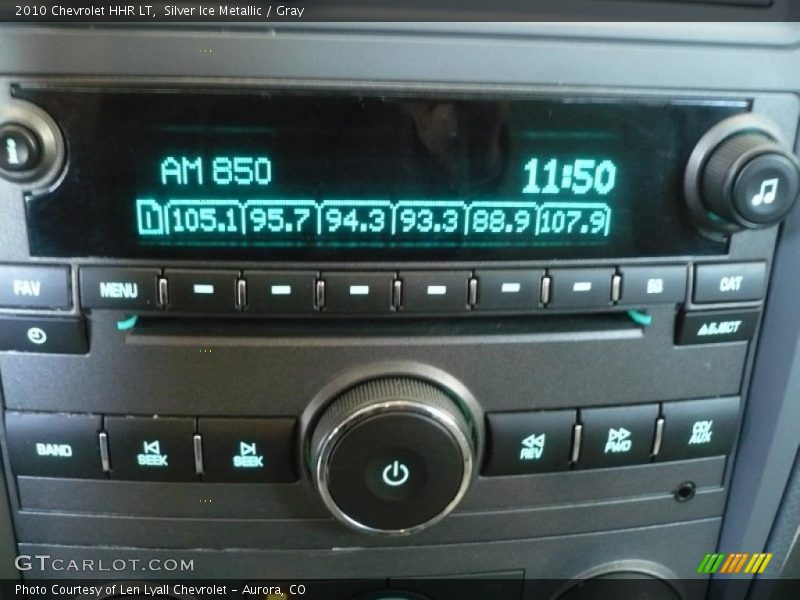 2010 Chevrolet HHR LT,  Silver Ice Metallic / Gray
AM 850 11:50
1 105.1 95.7 94.3 93.3 88.9 107.9
i
FAV MENU CAT
EJECT
BAND SEEK SEEK REV FWD CD/AUX
GTCARLOT.COM
Photo Courtesy of Len Lyall Chevrolet - Aurora, CO